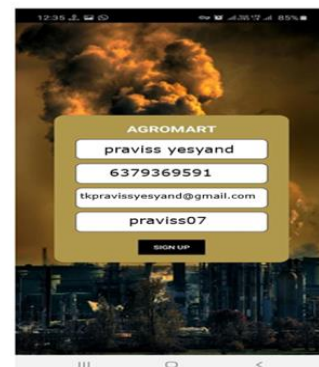 12:35
85%
AGROMART
praviss yesyand
6379369591
tkpravissyesyand@gmail.com
praviss07
SIGN UP